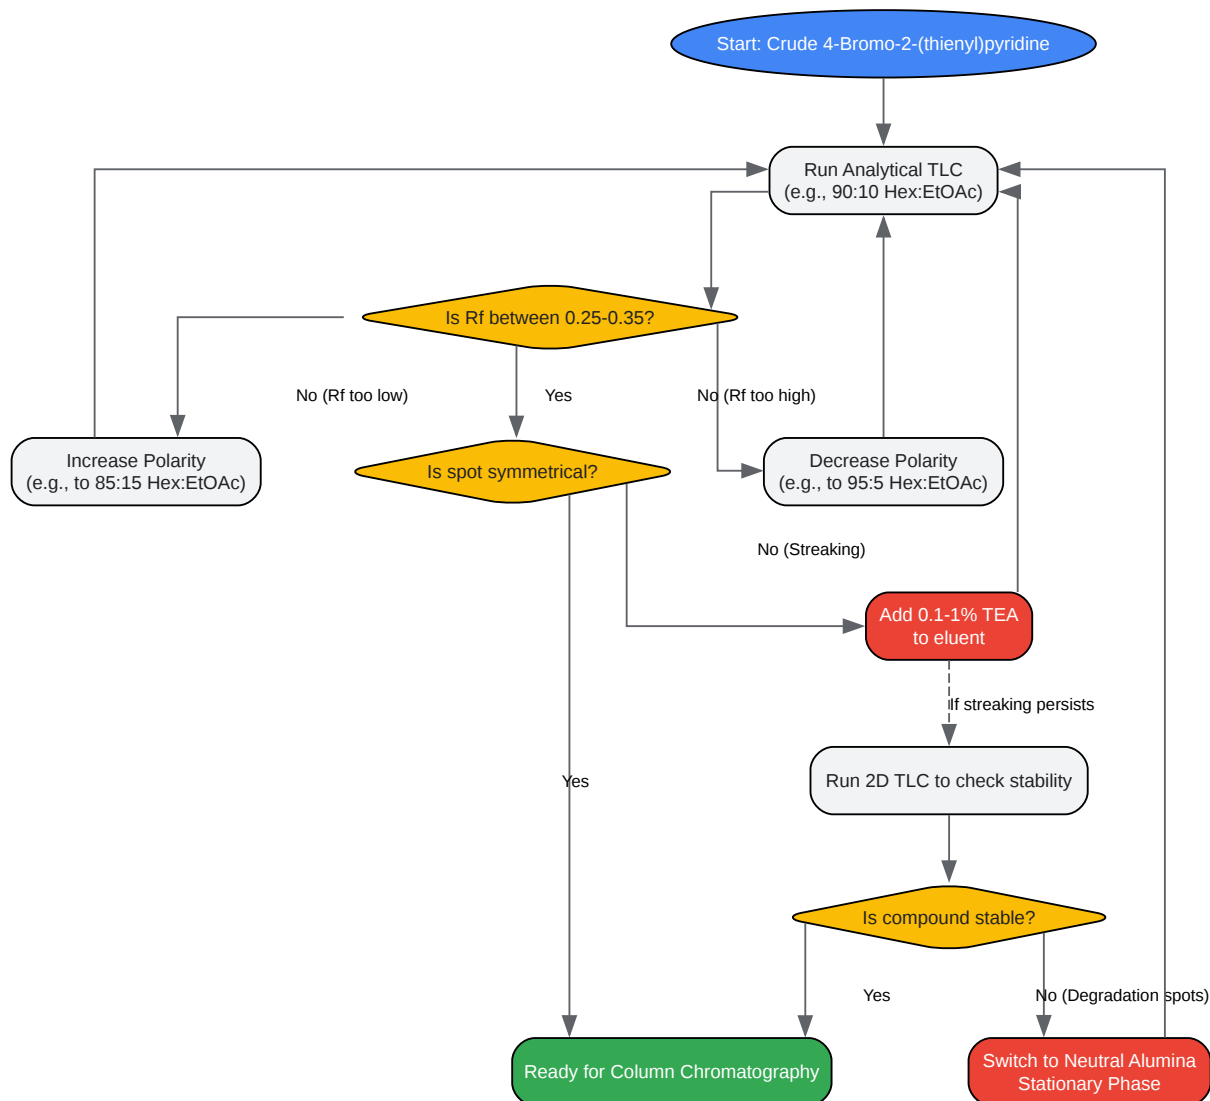 Start: Crude 4-Bromo-2-(thienyl)pyridine
Run Analytical TLC
(e.g., 90:10 Hex:EtOAc)
Is Rf between 0.25-0.35?
No (Rf too low)
Yes
No (Rf too high)
Increase Polarity
(e.g., to 85:15 Hex:EtOAc)
Is spot symmetrical?
Decrease Polarity
(e.g., to 95:5 Hex:EtOAc)
No (Streaking)
Add 0.1-1% TEA
to eluent
If streaking persists
Yes
Run 2D TLC to check stability
Is compound stable?
Yes
No (Degradation spots)
Ready for Column Chromatography
Switch to Neutral Alumina
Stationary Phase